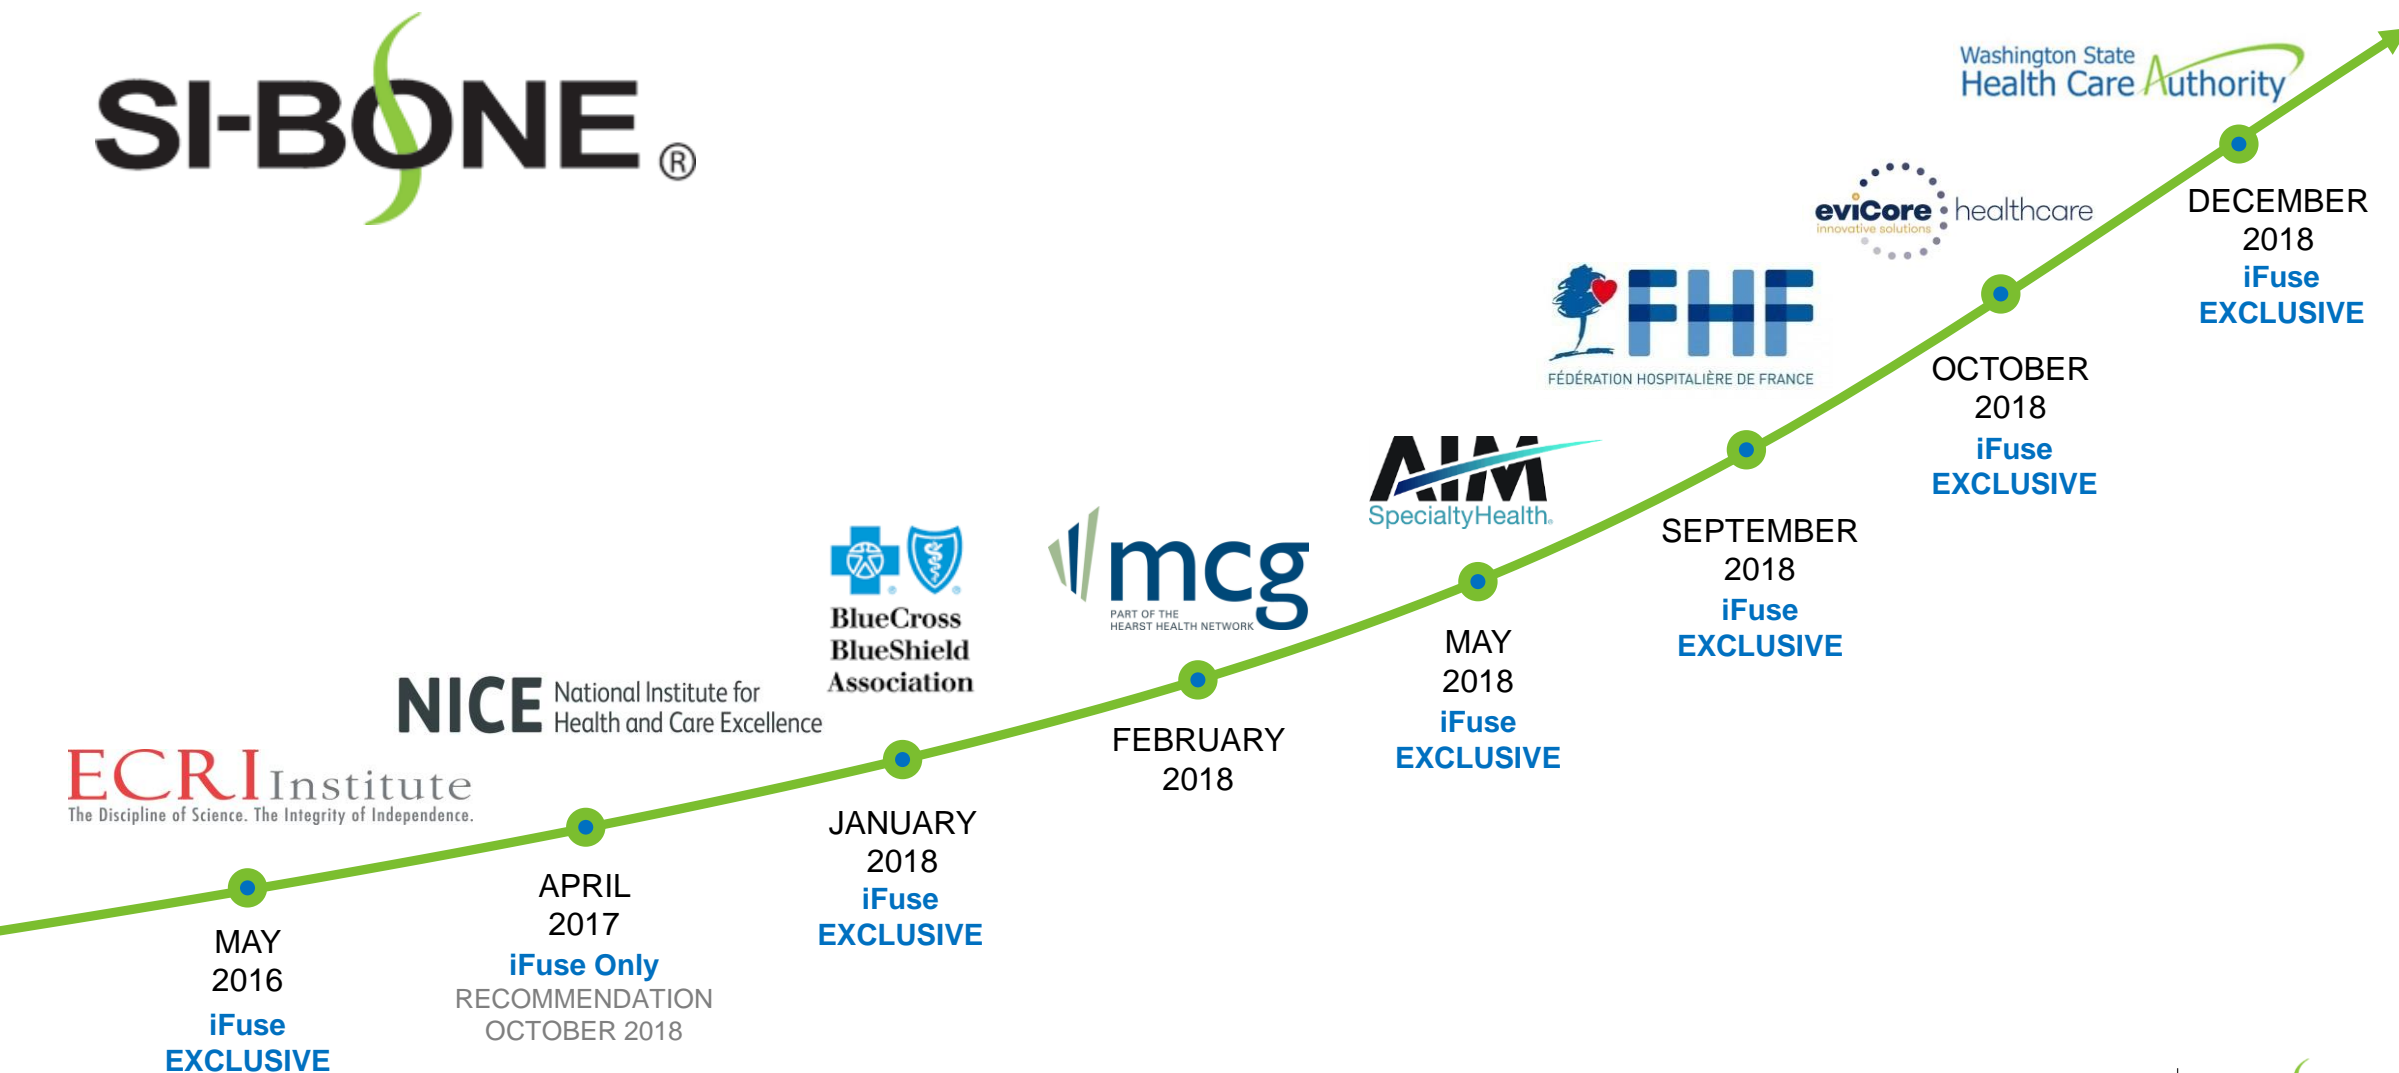 SI-BONE ®
ECRI Institute
The Discipline of Science. The Integrity of Independence.
MAY
2016
iFuse
EXCLUSIVE
NICE National Institute for
Health and Care Excellence
APRIL
2017
iFuse Only
RECOMMENDATION
OCTOBER 2018
BlueCross
BlueShield
Association
JANUARY
2018
iFuse
EXCLUSIVE
mcg
PART OF THE
HEARST HEALTH NETWORK
FEBRUARY
2018
AIM
SpecialtyHealth®
MAY
2018
iFuse
EXCLUSIVE
FHF
FÉDÉRATION HOSPITALIÈRE DE FRANCE
SEPTEMBER
2018
iFuse
EXCLUSIVE
eviCore healthcare
innovative solutions
OCTOBER
2018
iFuse
EXCLUSIVE
Washington State
Health Care Authority
DECEMBER
2018
iFuse
EXCLUSIVE